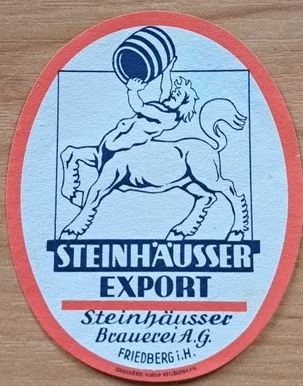 STEINHÄUSSER
EXPORT
Steinhäusser
Brauerei A.G.
FRIEDBERG i.H.